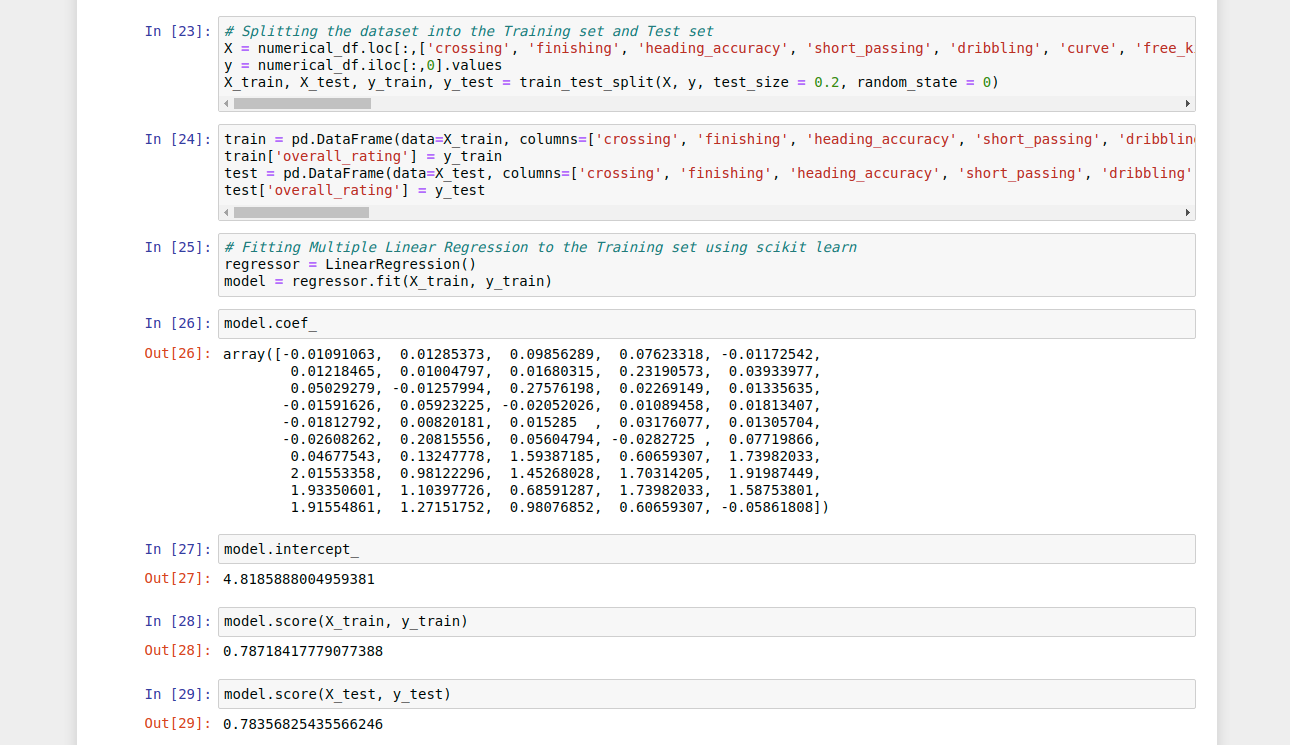 In [23]: # Splitting the dataset into the Training set and Test set
X = numerical_df.loc[:,['crossing', 'finishing', 'heading_accuracy', 'short_passing', 'dribbling', 'curve', 'free_k
y = numerical_df.iloc[:,0].values
X_train, X_test, y_train, y_test = train_test_split(X, y, test_size = 0.2, random_state = 0)
In [24]: train = pd.DataFrame(data=X_train, columns=['crossing', 'finishing', 'heading_accuracy', 'short_passing', 'dribbling
train['overall_rating'] = y_train
test = pd.DataFrame(data=X_test, columns=['crossing', 'finishing', 'heading_accuracy', 'short_passing', 'dribbling'
test['overall_rating'] = y_test
In [25]: # Fitting Multiple Linear Regression to the Training set using scikit learn
regressor = LinearRegression()
model = regressor.fit(X_train, y_train)
In [26]: model.coef_
Out[26]: array([-0.01091063,  0.01285373,  0.09856289,  0.07623318, -0.01172542,
0.01218465,  0.01004797,  0.01680315,  0.23190573,  0.03933977,
0.05029279, -0.01257994,  0.27576198,  0.02269149,  0.01335635,
-0.01591626,  0.05923225, -0.02052026,  0.01089458,  0.01813407,
-0.01812792,  0.00820181,  0.015285  ,  0.03176077,  0.01305704,
-0.02608262,  0.20815556,  0.05604794, -0.0282725 ,  0.07719866,
0.04677543,  0.13247778,  1.59387185,  0.60659307,  1.73982033,
2.01553358,  0.98122296,  1.45268028,  1.70314205,  1.91987449,
1.93350601,  1.10397726,  0.68591287,  1.73982033,  1.58753801,
1.91554861,  1.27151752,  0.98076852,  0.60659307, -0.05861808])
In [27]: model.intercept_
Out[27]: 4.8185888004959381
In [28]: model.score(X_train, y_train)
Out[28]: 0.78718417779077388
In [29]: model.score(X_test, y_test)
Out[29]: 0.78356825435566246